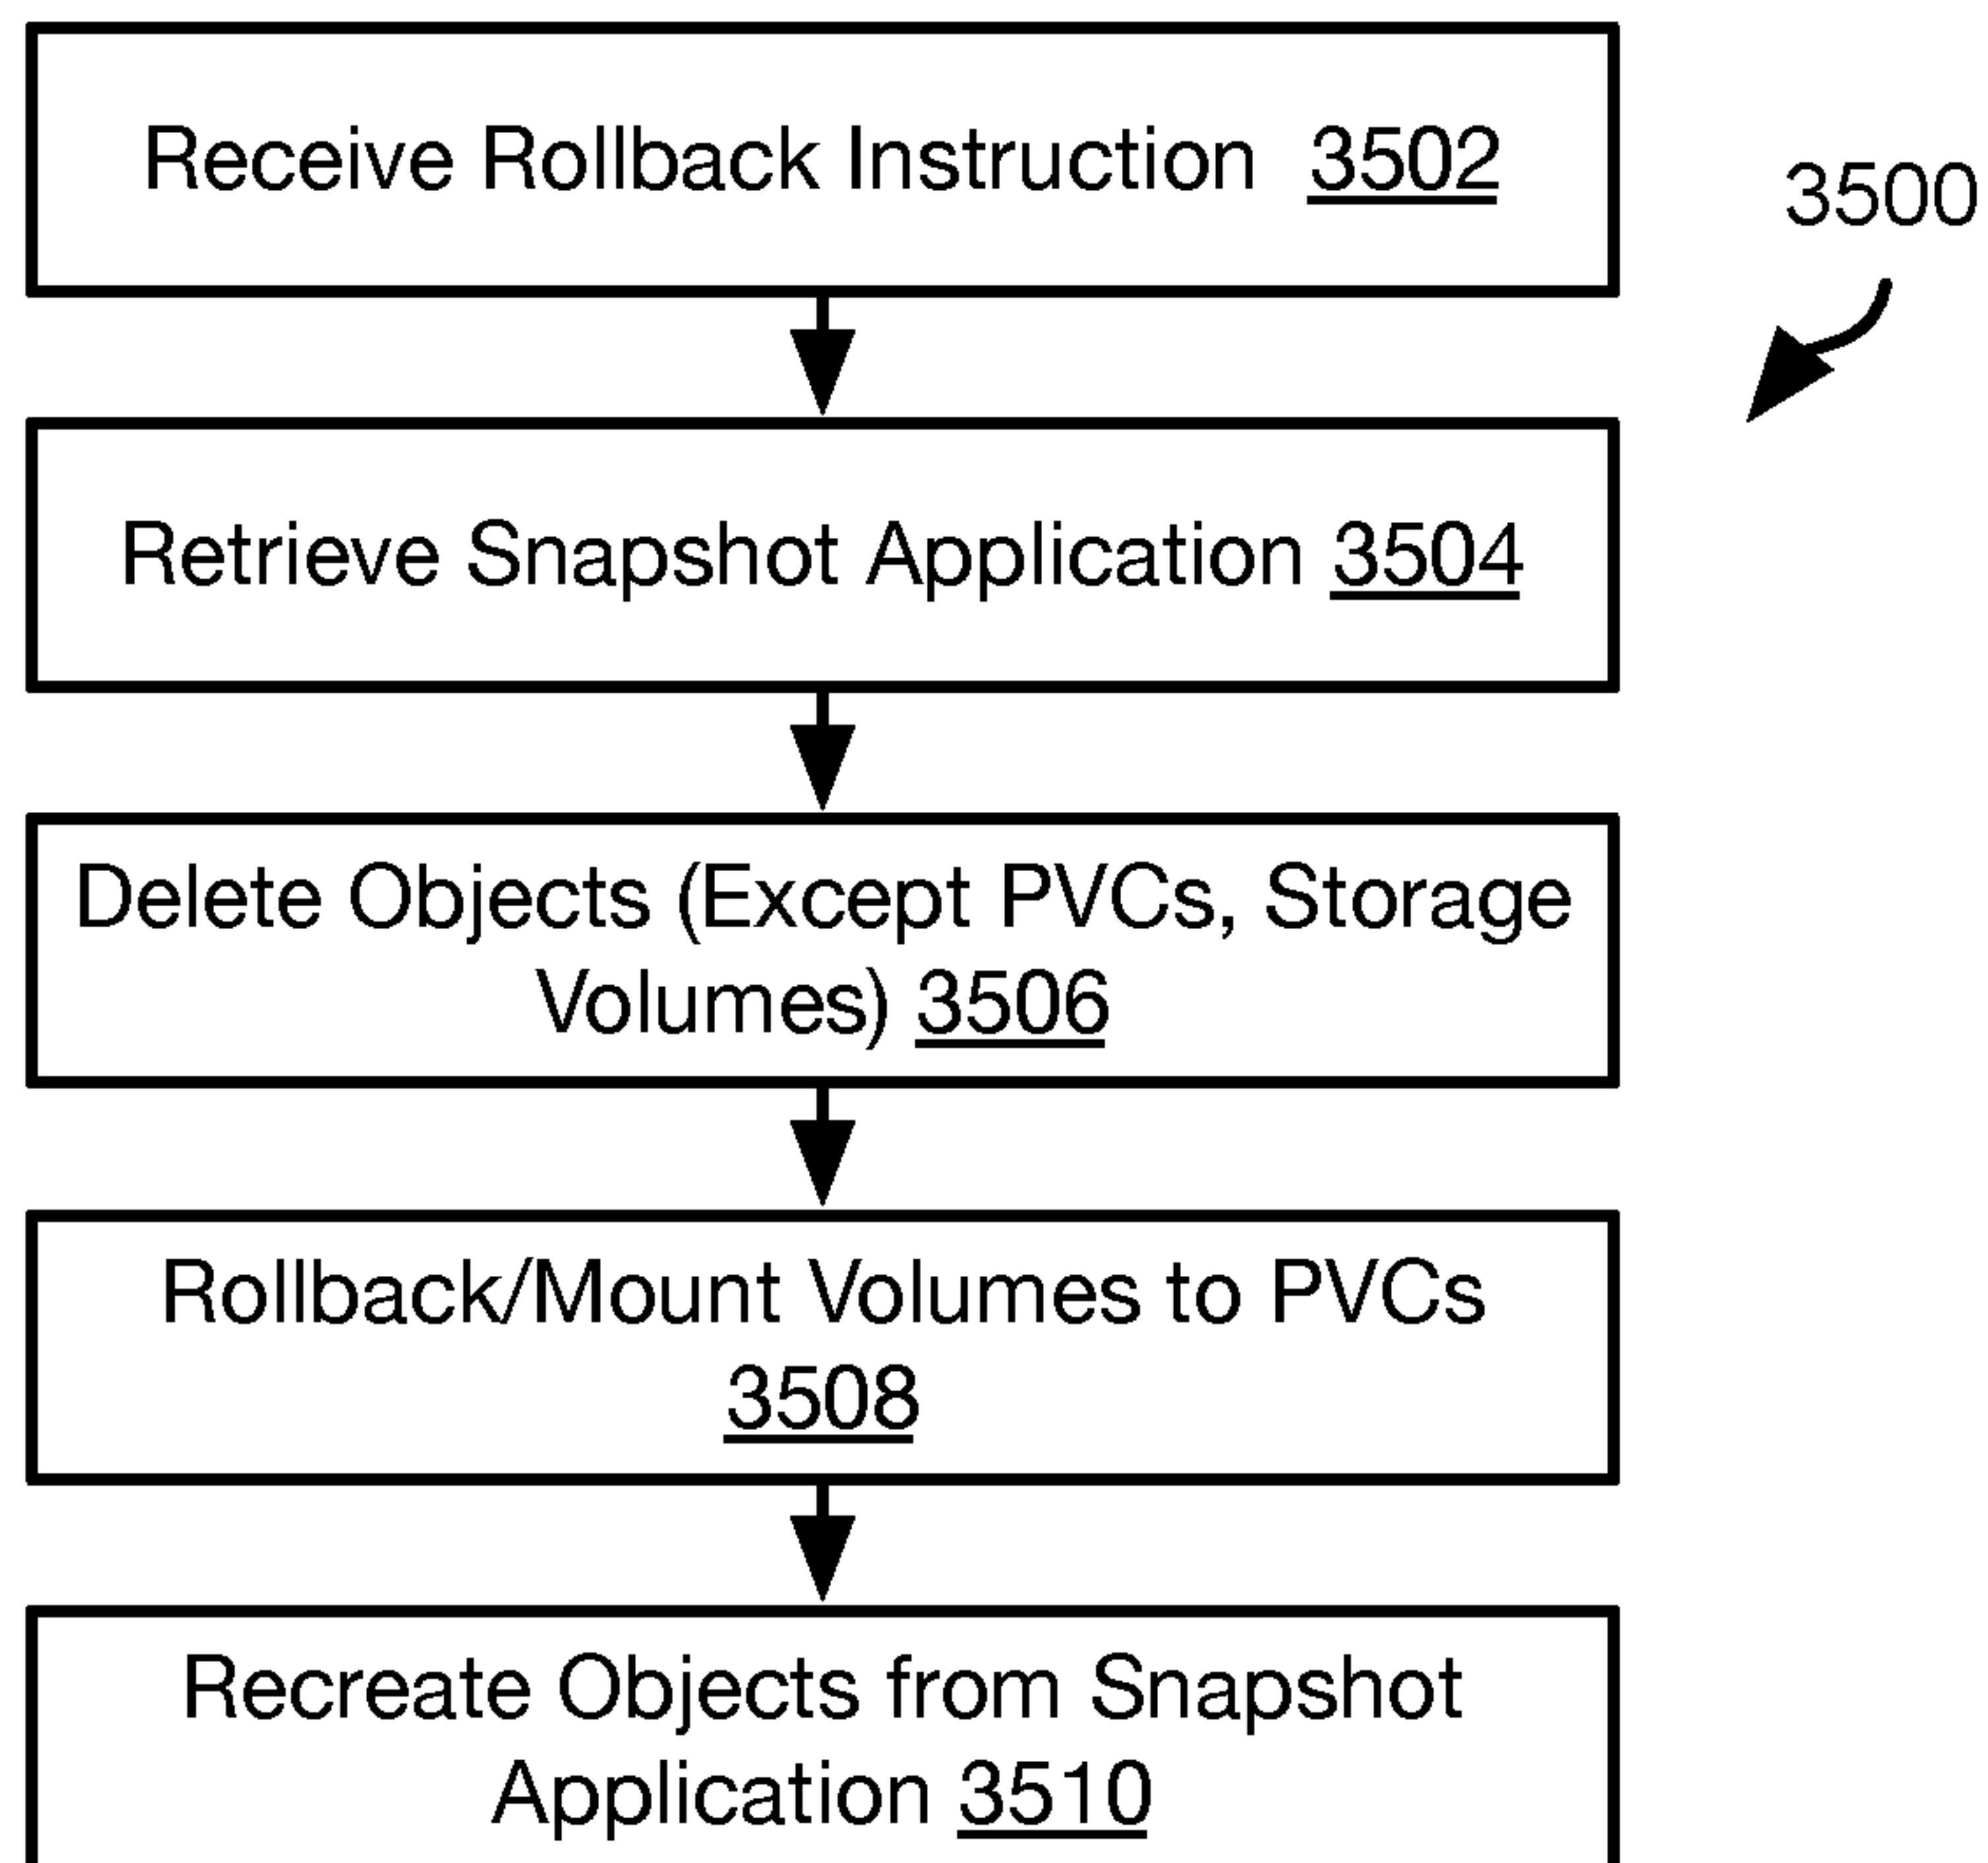 Receive Rollback Instruction 3502
3500
Retrieve Snapshot Application 3504
Delete Objects (Except PVCs, Storage
Volumes) 3506
Rollback/Mount Volumes to PVCs
3508
Recreate Objects from Snapshot
Application 3510